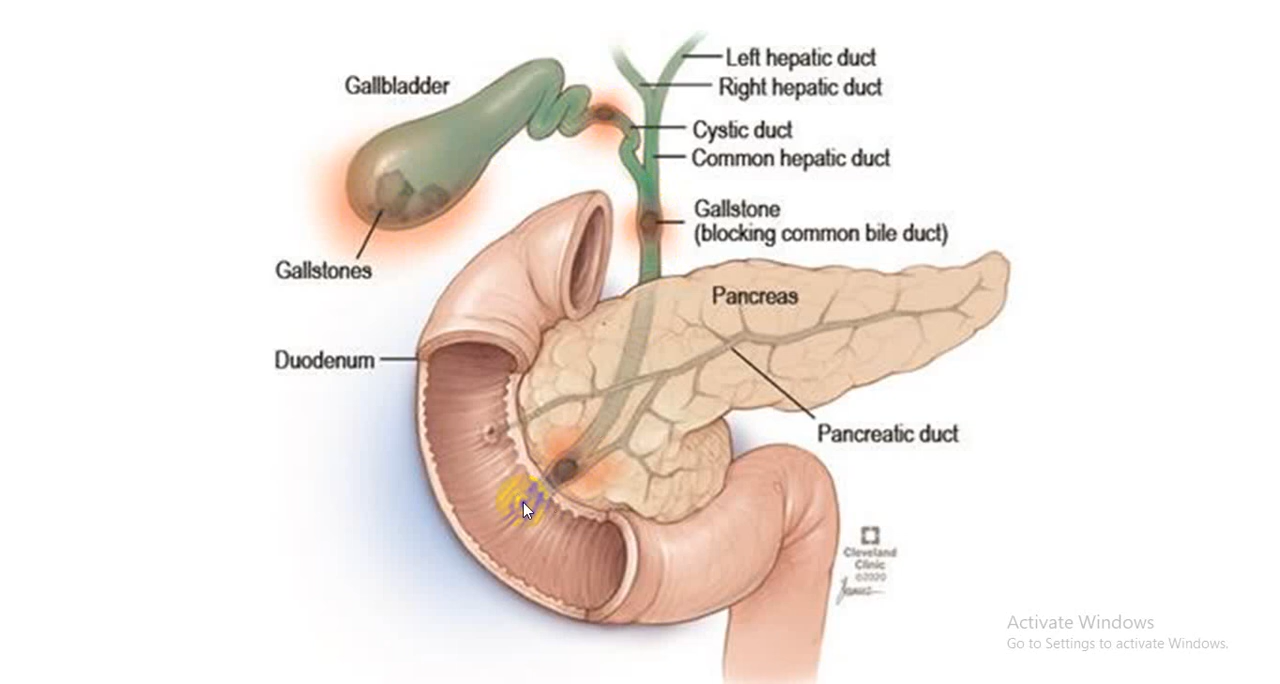 Left hepatic duct
Gallbladder
Right hepatic duct
Cystic duct
Common hepatic duct
Gallstone
(blocking common bile duct)
Gallstones
Pancreas
Duodenum
Pancreatic duct
Cleveland
Clinic
©2020
Activate Windows
Go to Settings to activate Windows.